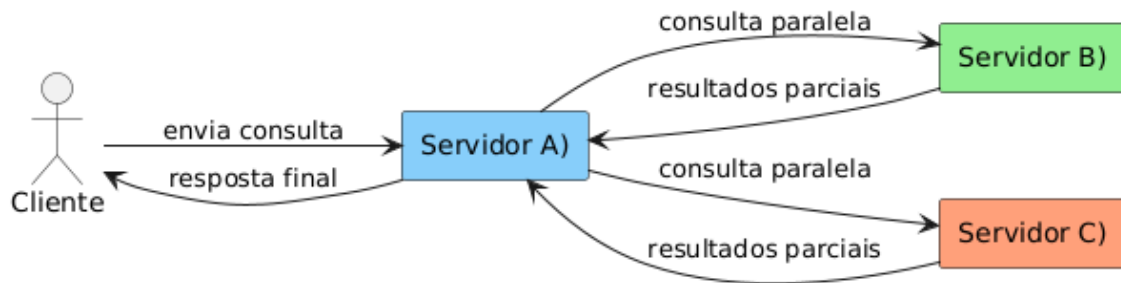 consulta paralela
Servidor B)
resultados parciais
envia consulta
Servidor A)
resposta final
consulta paralela
Cliente
resultados parciais
Servidor C)